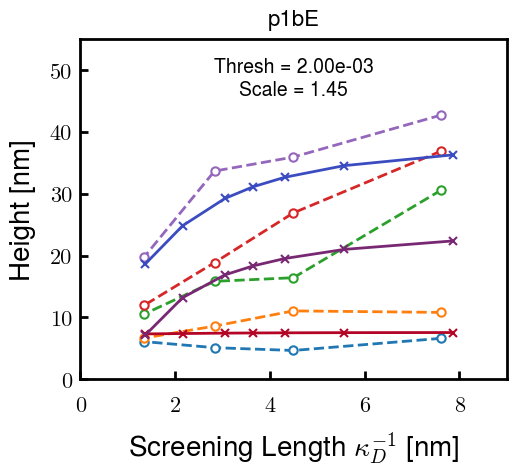 p1bE
Thresh = 2.00e-03
Scale = 1.45
Height [nm]
50
40
30
20
10
0
0 2 4 6 8
Screening Length κ_D^{-1} [nm]